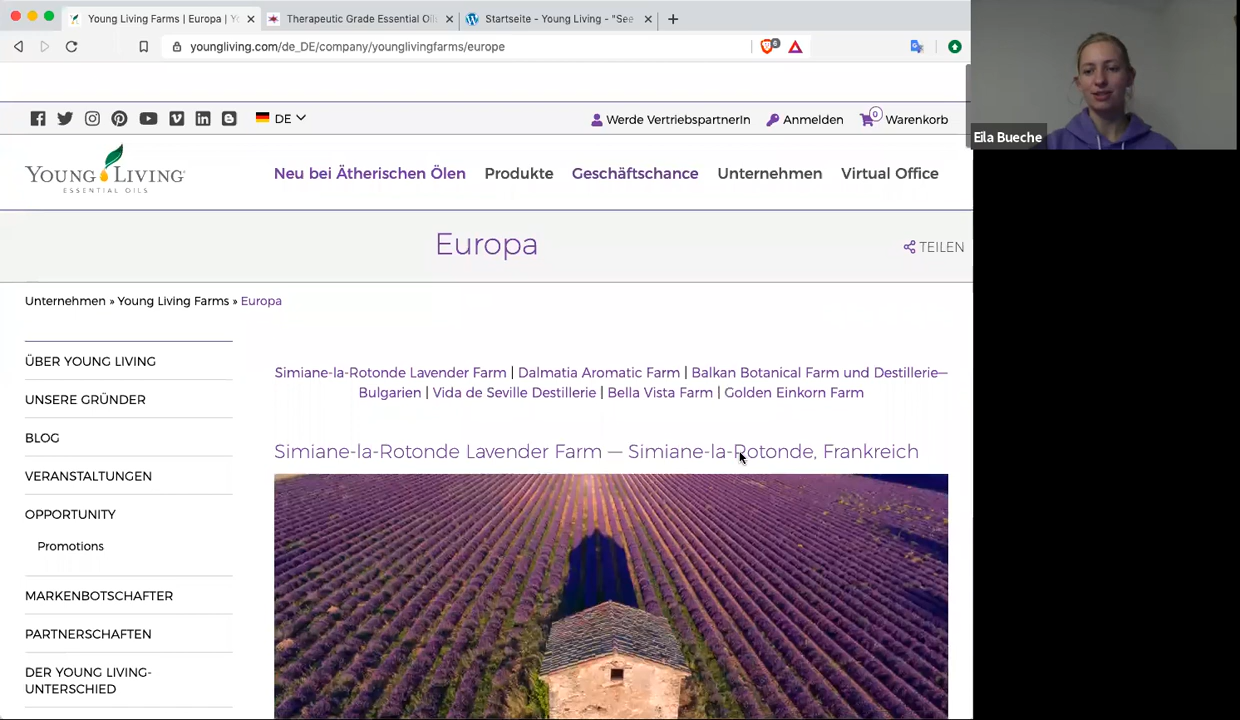 Young Living Farms | Europa | Y
Therapeutic Grade Essential Oil
Startseite - Young Living - "See
youngliving.com/de_DE/company/younglivingfarms/europe
6
DE
Werde VertriebspartnerIn
Anmelden
0
Warenkorb
Eila Bueche
YOUNG LIVING
ESSENTIAL OILS
Neu bei Ätherischen Ölen
Produkte
Geschäftschance
Unternehmen
Virtual Office
Europa
TEILEN
Unternehmen » Young Living Farms » Europa
ÜBER YOUNG LIVING
UNSERE GRÜNDER
BLOG
VERANSTALTUNGEN
OPPORTUNITY
Promotions
MARKENBOTSCHAFTER
PARTNERSCHAFTEN
DER YOUNG LIVING-
UNTERSCHIED
Simiane-la-Rotonde Lavender Farm | Dalmatia Aromatic Farm | Balkan Botanical Farm und Destillerie—
Bulgarien | Vida de Seville Destillerie | Bella Vista Farm | Golden Einkorn Farm
Simiane-la-Rotonde Lavender Farm — Simiane-la-Rotonde, Frankreich